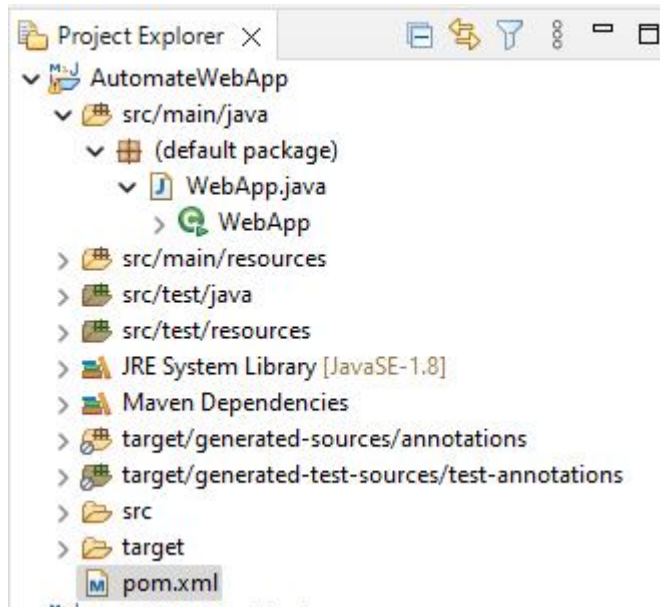 Project Explorer
AutomateWebApp
src/main/java
(default package)
WebApp.java
WebApp
src/main/resources
src/test/java
src/test/resources
JRE System Library [JavaSE-1.8]
Maven Dependencies
target/generated-sources/annotations
target/generated-test-sources/test-annotations
src
target
pom.xml